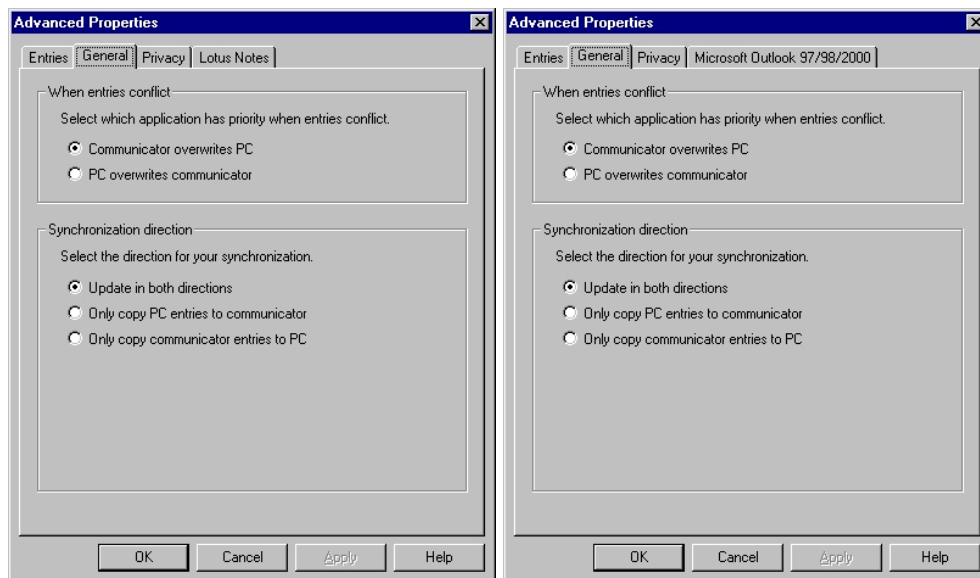 Advanced Properties
Entries General Privacy Lotus Notes
When entries conflict
Select which application has priority when entries conflict.
Communicator overwrites PC
PC overwrites communicator
Synchronization direction
Select the direction for your synchronization.
Update in both directions
Only copy PC entries to communicator
Only copy communicator entries to PC
OK Cancel Apply Help
Advanced Properties
Entries General Privacy Microsoft Outlook 97/98/2000
When entries conflict
Select which application has priority when entries conflict.
Communicator overwrites PC
PC overwrites communicator
Synchronization direction
Select the direction for your synchronization.
Update in both directions
Only copy PC entries to communicator
Only copy communicator entries to PC
OK Cancel Apply Help